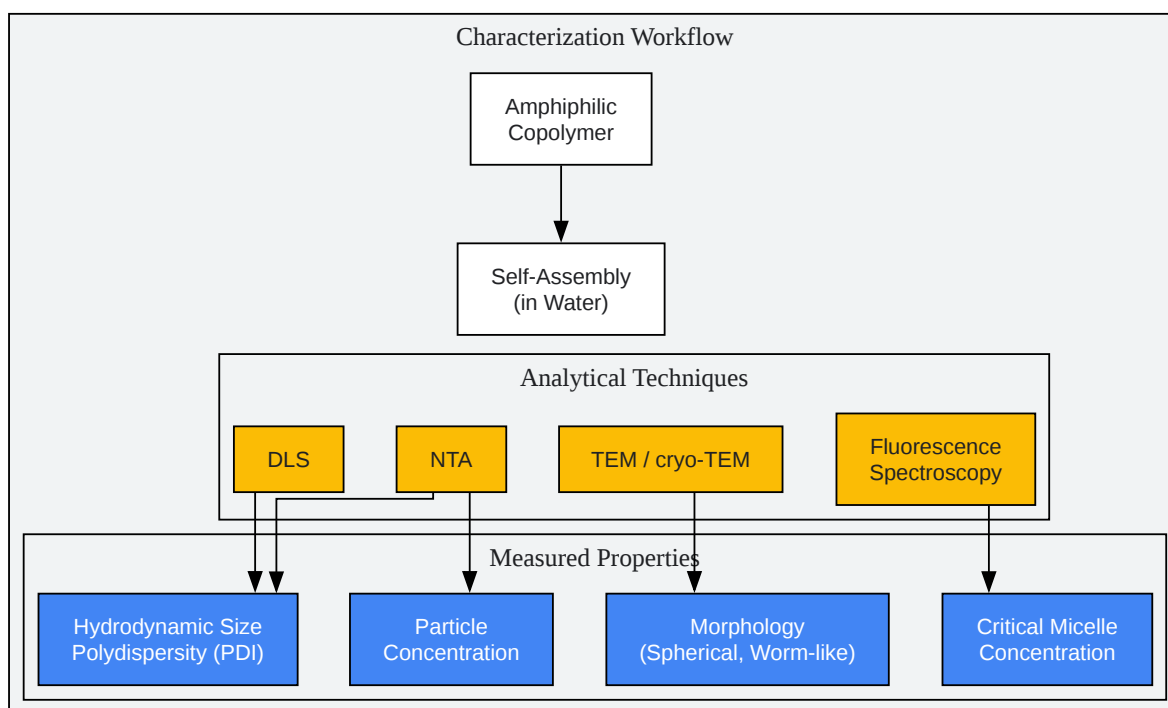 Characterization Workflow
Amphiphilic
Copolymer
Self-Assembly
(in Water)
Analytical Techniques
DLS
NTA
TEM / cryo-TEM
Fluorescence
Spectroscopy
Measured Properties
Hydrodynamic Size
Polydispersity (PDI)
Particle
Concentration
Morphology
(Spherical, Worm-like)
Critical Micelle
Concentration